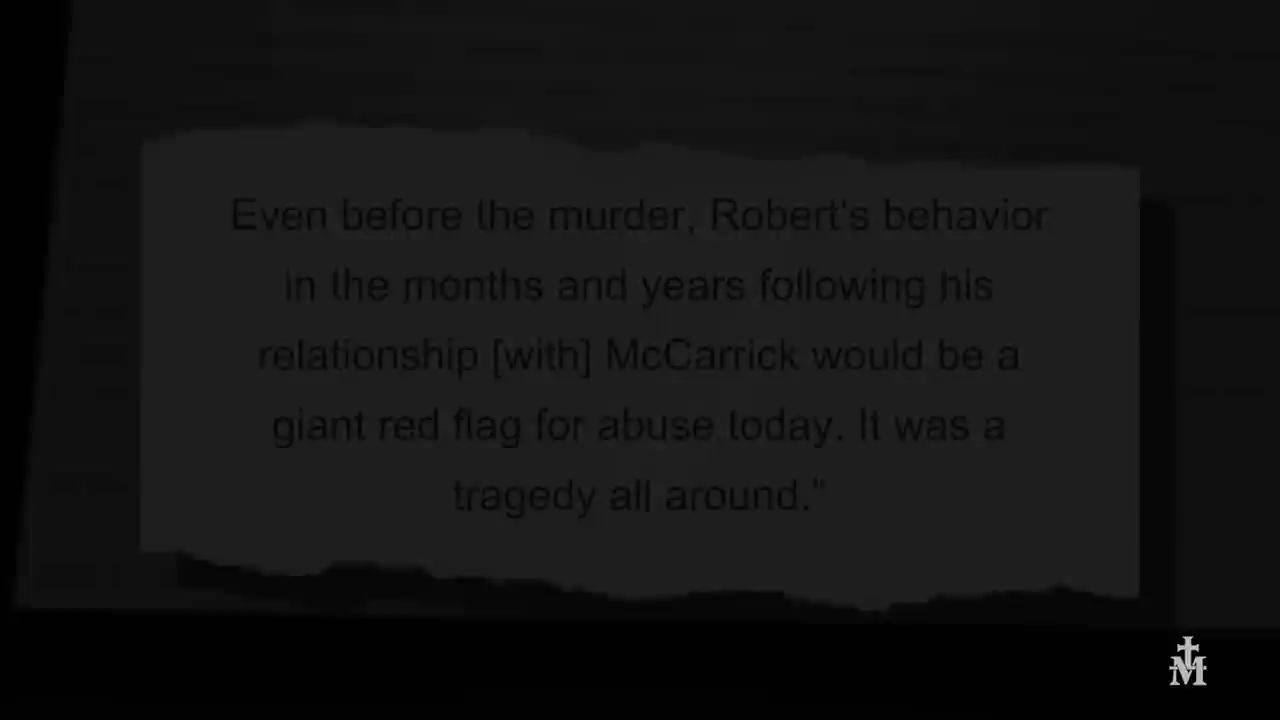 Even before the murder, Robert's behavior
in the months and years following his
relationship [with] McCarrick would be a
giant red flag for abuse today. It was a
tragedy all around."
M